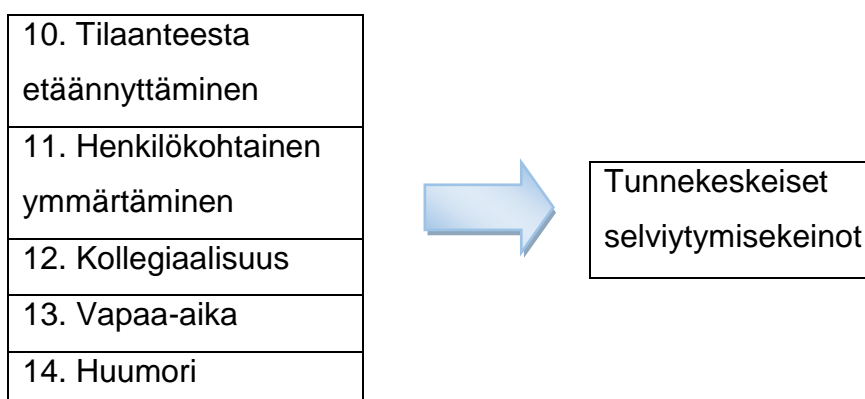 10. Tilaanteesta
etäännyttäminen
11. Henkilökohtainen
ymmärtäminen
12. Kollegiaalisuus
13. Vapaa-aika
14. Huumori
Tunnekeskeiset
selviytymisekeinot